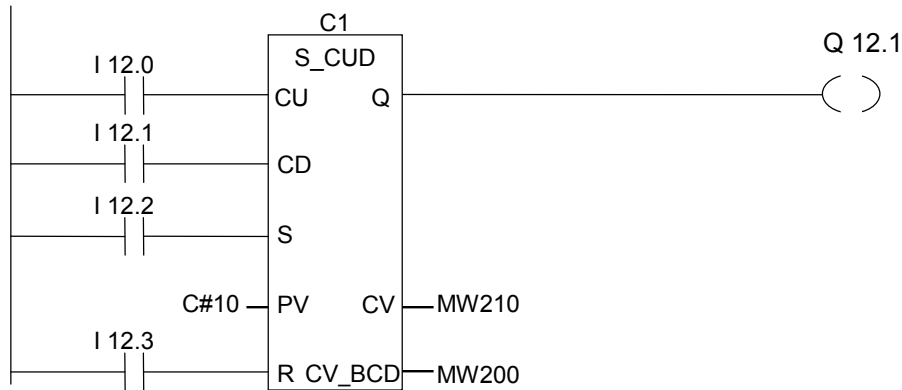 C1
S_CUD
Q 12.1
I 12.0
CU Q
I 12.1
CD
I 12.2
S
C#10 PV CV MW210
I 12.3
R CV_BCD MW200